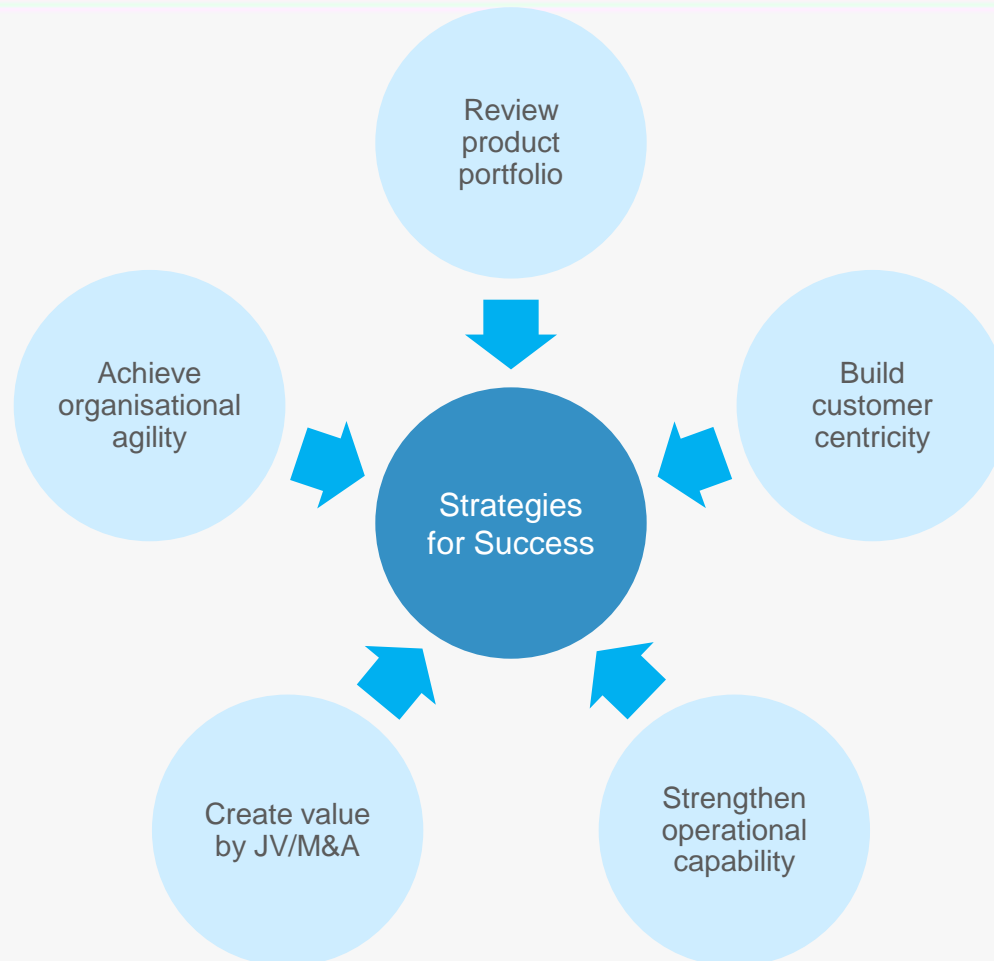 Review
product
portfolio
Achieve
organisational
agility
Build
customer
centricity
Strategies
for Success
Create value
by JV/M&A
Strengthen
operational
capability